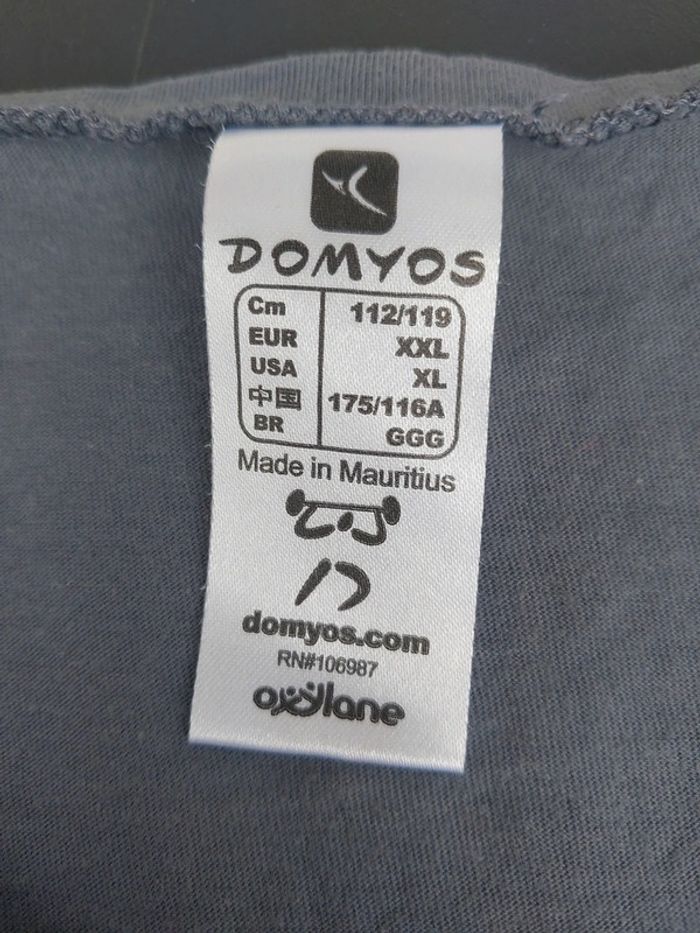 DOMYOS
Cm 112/119
EUR XXL
USA XL
中国 175/116A
BR GGG
Made in Mauritius
domyos.com
RN#106987
oxylane